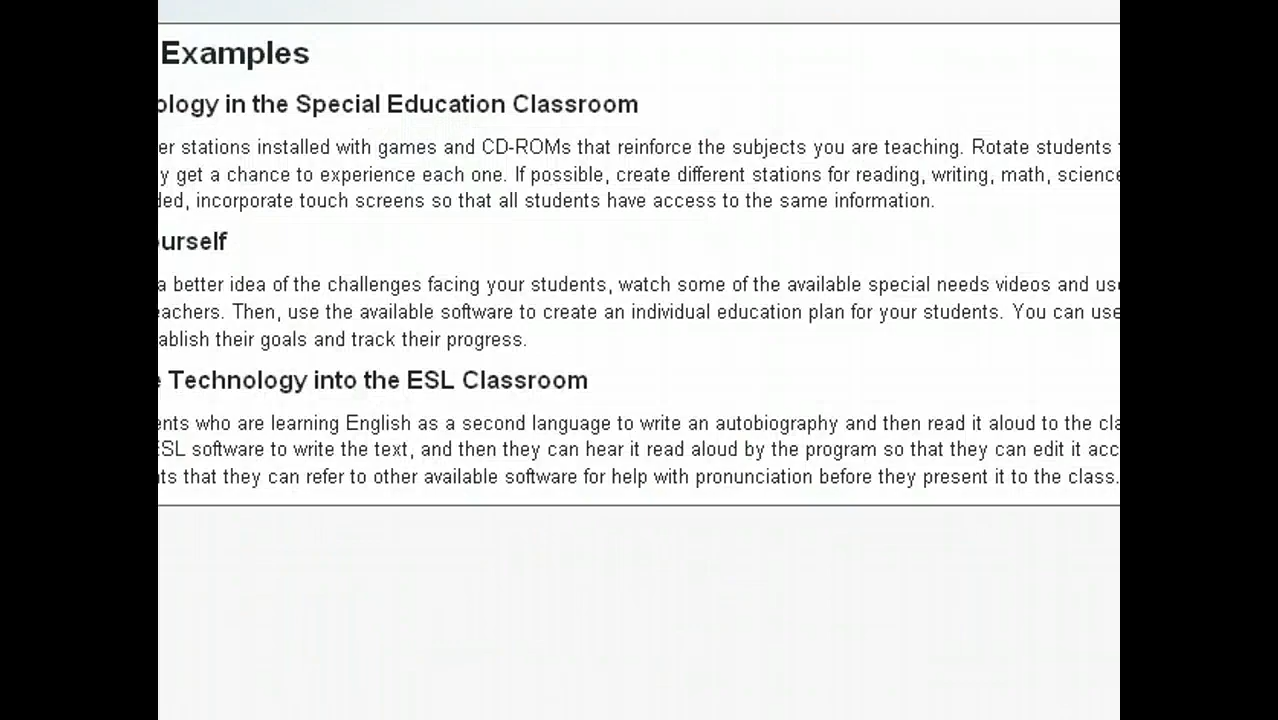 Examples
ology in the Special Education Classroom
er stations installed with games and CD-ROMs that reinforce the subjects you are teaching. Rotate students
y get a chance to experience each one. If possible, create different stations for reading, writing, math, science
ded, incorporate touch screens so that all students have access to the same information.
ourself
a better idea of the challenges facing your students, watch some of the available special needs videos and use
eachers. Then, use the available software to create an individual education plan for your students. You can use
ablish their goals and track their progress.
e Technology into the ESL Classroom
ents who are learning English as a second language to write an autobiography and then read it aloud to the cla
ESL software to write the text, and then they can hear it read aloud by the program so that they can edit it acc
nts that they can refer to other available software for help with pronunciation before they present it to the class.